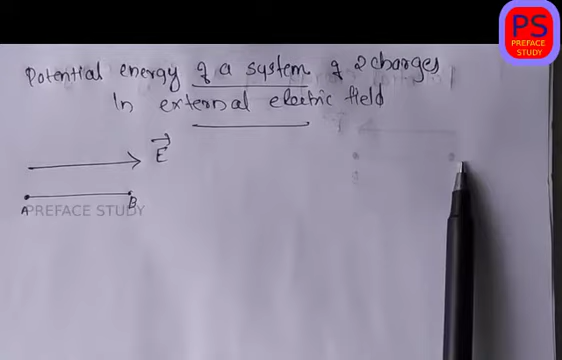 PS
PREFACE
STUDY
Potential energy of a system of 2 charges
In external electric field
E
A B
PREFACE STUDY